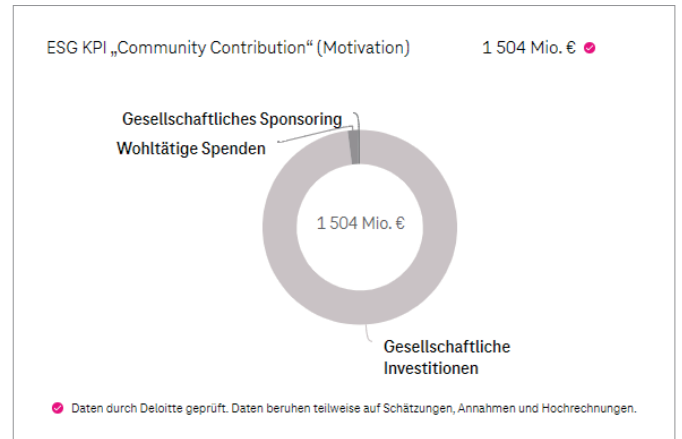 ESG KPI „Community Contribution“ (Motivation) 1 504 Mio. €
Gesellschaftliches Sponsoring
Wohltätige Spenden
1 504 Mio. €
Gesellschaftliche
Investitionen
Daten durch Deloitte geprüft. Daten beruhen teilweise auf Schätzungen, Annahmen und Hochrechnungen.